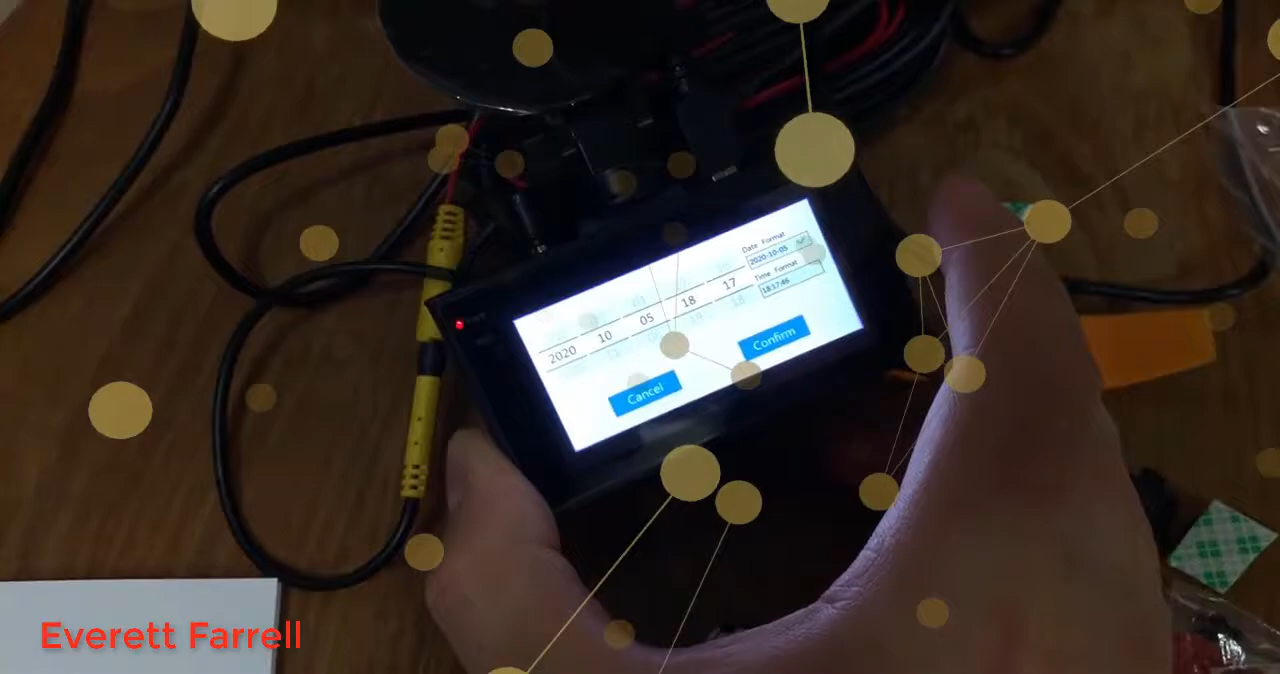 Date Format
2020-10-05
Time Format
18:17:46
2020 10 05 18 17
Cancel Confirm
Everett Farrell